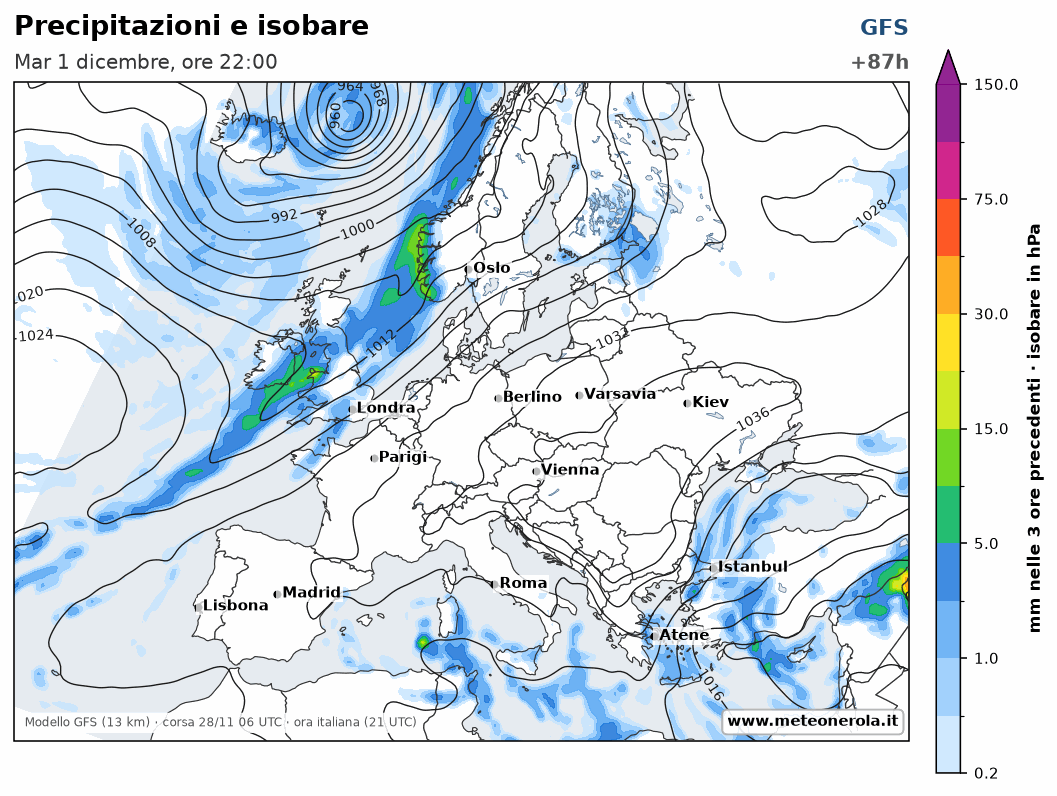 Precipitazioni e isobare
GFS
Mar 1 dicembre, ore 22:00
+87h
964
968
960
992
1000
1008
1028
Oslo
1020
1024
1012
1032
Berlino
Varsavia
Kiev
Londra
1036
Parigi
Vienna
Istanbul
Roma
Madrid
Lisbona
Atene
1016
Modello GFS (13 km) · corsa 28/11 06 UTC · ora italiana (21 UTC)
www.meteonerola.it
150.0
75.0
30.0
15.0
5.0
1.0
0.2
mm nelle 3 ore precedenti · isobare in hPa